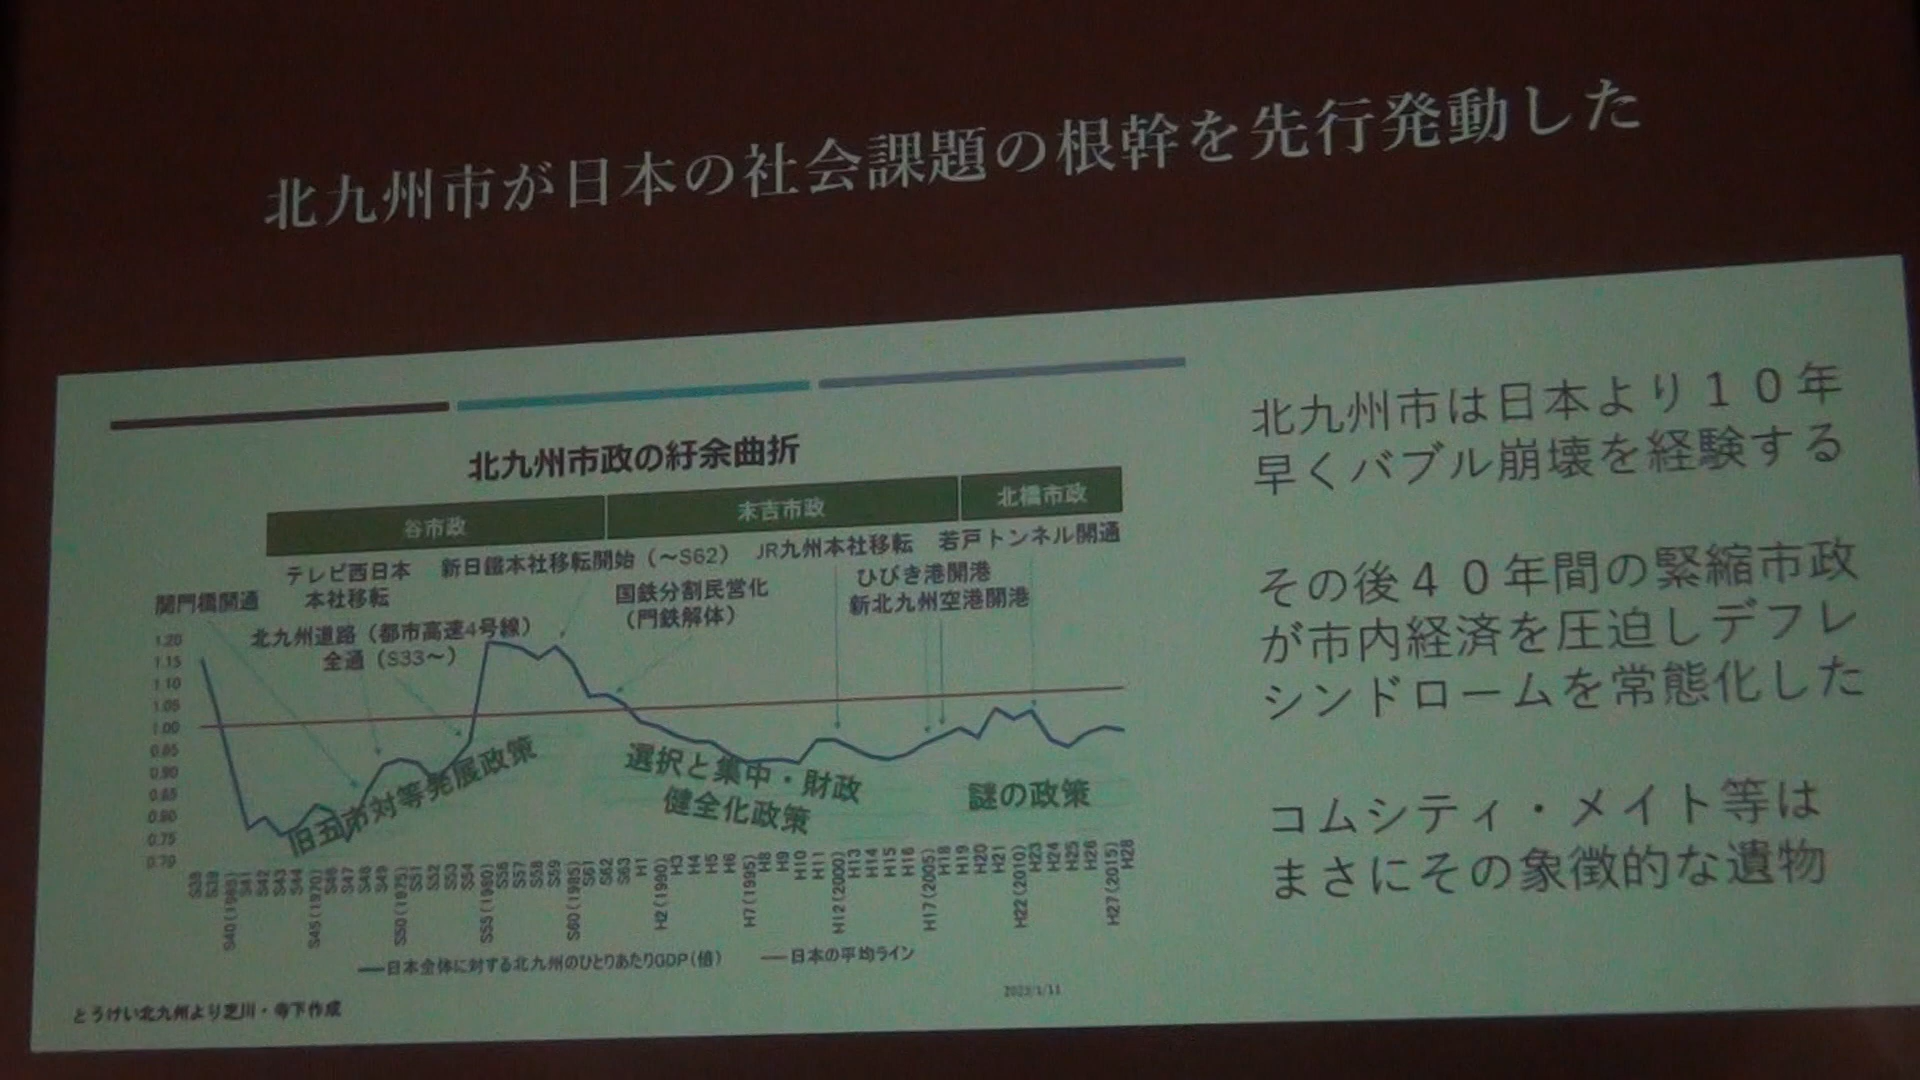 北九州市が日本の社会課題の根幹を先行発動した
北九州市政の紆余曲折
谷市政
末吉市政
北橋市政
テレビ西日本
本社移転
新日鐵本社移転開始(~S62)
JR九州本社移転
若戸トンネル開通
関門橋開通
国鉄分割民営化
(門鉄解体)
ひびき港開港
新北九州空港開港
北九州道路(都市高速4号線)
全通(S33~)
1.20
1.15
1.10
1.05
1.00
0.95
0.90
0.85
0.80
0.75
0.70
旧五市対等発展政策
選択と集中・財政
健全化政策
謎の政策
S40(1965)
S41
S42
S43
S44
S45(1970)
S46
S47
S48
S49
S50(1975)
S51
S52
S53
S54
S55(1980)
S56
S57
S58
S59
S60(1985)
S61
S62
S63
H1
H2(1990)
H3
H4
H5
H6
H7(1995)
H8
H9
H10
H11
H12(2000)
H13
H14
H15
H16
H17(2005)
H18
H19
H20
H21
H22(2010)
H23
H24
H25
H26
H27(2015)
H28
日本全体に対する北九州のひとりあたりGDP(倍)
日本の平均ライン
2023/1/11
とうけい北九州より芝川・寺下作成
北九州市は日本より10年
早くバブル崩壊を経験する
その後40年間の緊縮市政
が市内経済を圧迫しデフレ
シンドロームを常態化した
コムシティ・メイト等は
まさにその象徴的な遺物